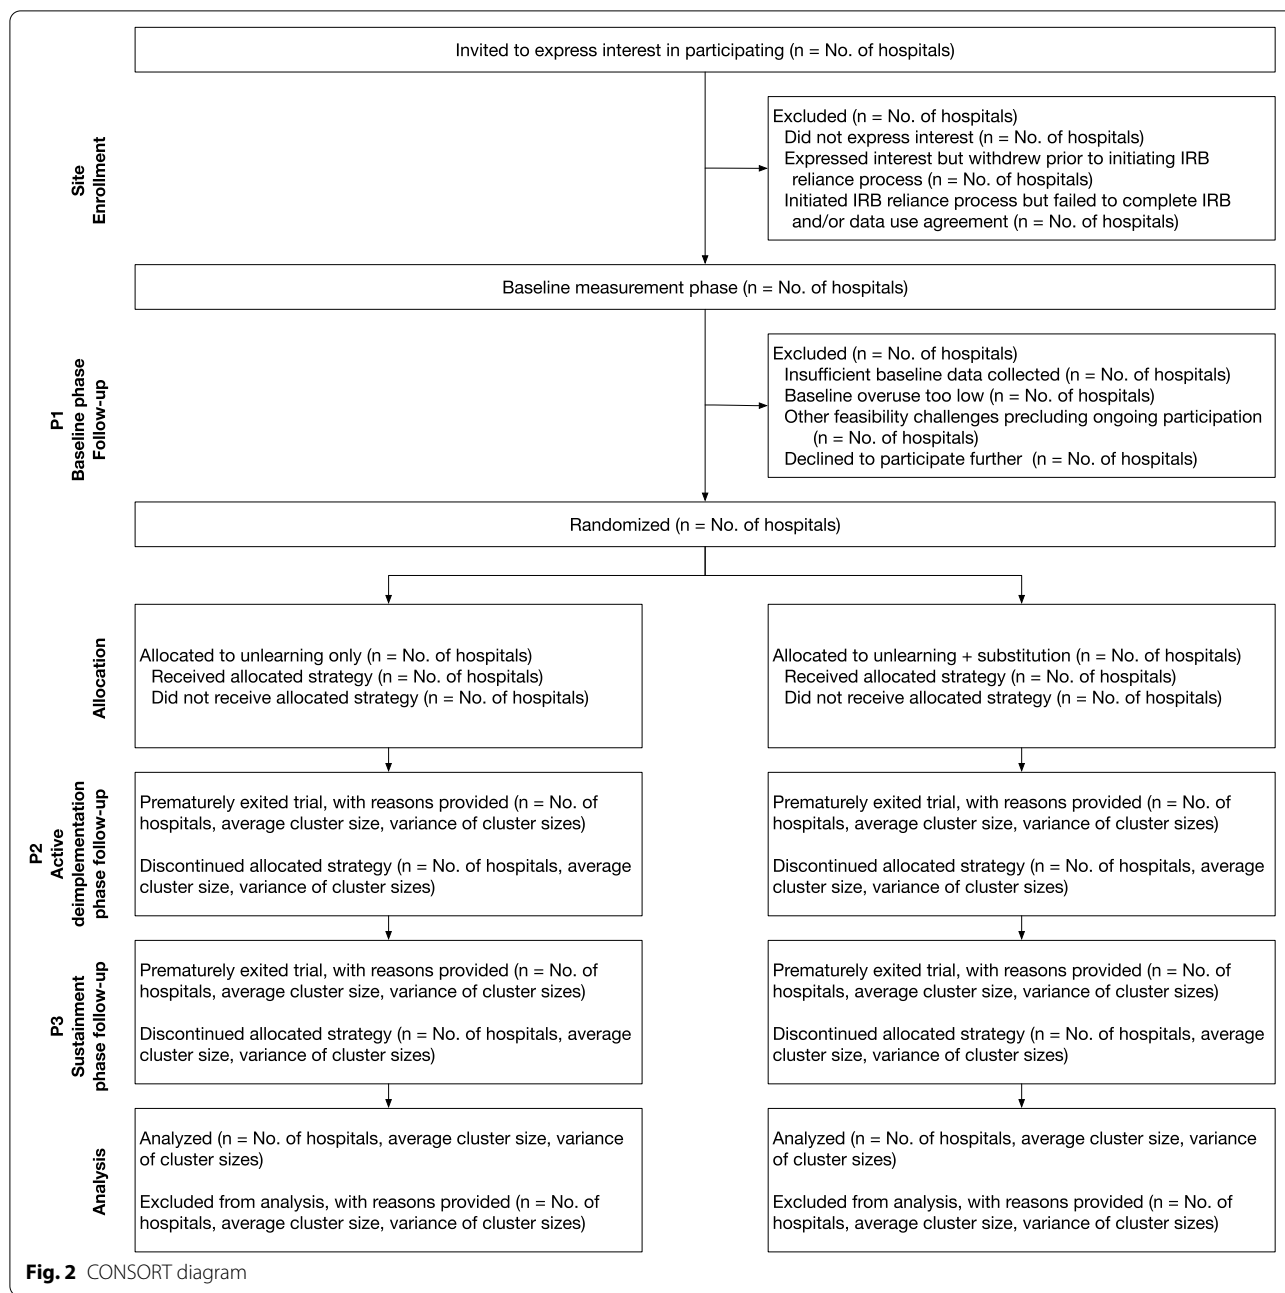 Invited to express interest in participating (n = No. of hospitals)
Site
Enrollment
Excluded (n = No. of hospitals)
Did not express interest (n = No. of hospitals)
Expressed interest but withdrew prior to initiating IRB
reliance process (n = No. of hospitals)
Initiated IRB reliance process but failed to complete IRB
and/or data use agreement (n = No. of hospitals)
Baseline measurement phase (n = No. of hospitals)
P1
Baseline phase
Follow-up
Excluded (n = No. of hospitals)
Insufficient baseline data collected (n = No. of hospitals)
Baseline overuse too low (n = No. of hospitals)
Other feasibility challenges precluding ongoing participation
(n = No. of hospitals)
Declined to participate further (n = No. of hospitals)
Randomized (n = No. of hospitals)
Allocation
Allocated to unlearning only (n = No. of hospitals)
Received allocated strategy (n = No. of hospitals)
Did not receive allocated strategy (n = No. of hospitals)
Allocated to unlearning + substitution (n = No. of hospitals)
Received allocated strategy (n = No. of hospitals)
Did not receive allocated strategy (n = No. of hospitals)
P2
Active
deimplementation
phase follow-up
Prematurely exited trial, with reasons provided (n = No. of
hospitals, average cluster size, variance of cluster sizes)
Discontinued allocated strategy (n = No. of hospitals, average
cluster size, variance of cluster sizes)
Prematurely exited trial, with reasons provided (n = No. of
hospitals, average cluster size, variance of cluster sizes)
Discontinued allocated strategy (n = No. of hospitals, average
cluster size, variance of cluster sizes)
P3
Sustainment
phase follow-up
Prematurely exited trial, with reasons provided (n = No. of
hospitals, average cluster size, variance of cluster sizes)
Discontinued allocated strategy (n = No. of hospitals, average
cluster size, variance of cluster sizes)
Prematurely exited trial, with reasons provided (n = No. of
hospitals, average cluster size, variance of cluster sizes)
Discontinued allocated strategy (n = No. of hospitals, average
cluster size, variance of cluster sizes)
Analysis
Analyzed (n = No. of hospitals, average cluster size, variance
of cluster sizes)
Excluded from analysis, with reasons provided (n = No. of
hospitals, average cluster size, variance of cluster sizes)
Analyzed (n = No. of hospitals, average cluster size, variance
of cluster sizes)
Excluded from analysis, with reasons provided (n = No. of
hospitals, average cluster size, variance of cluster sizes)
Fig. 2 CONSORT diagram